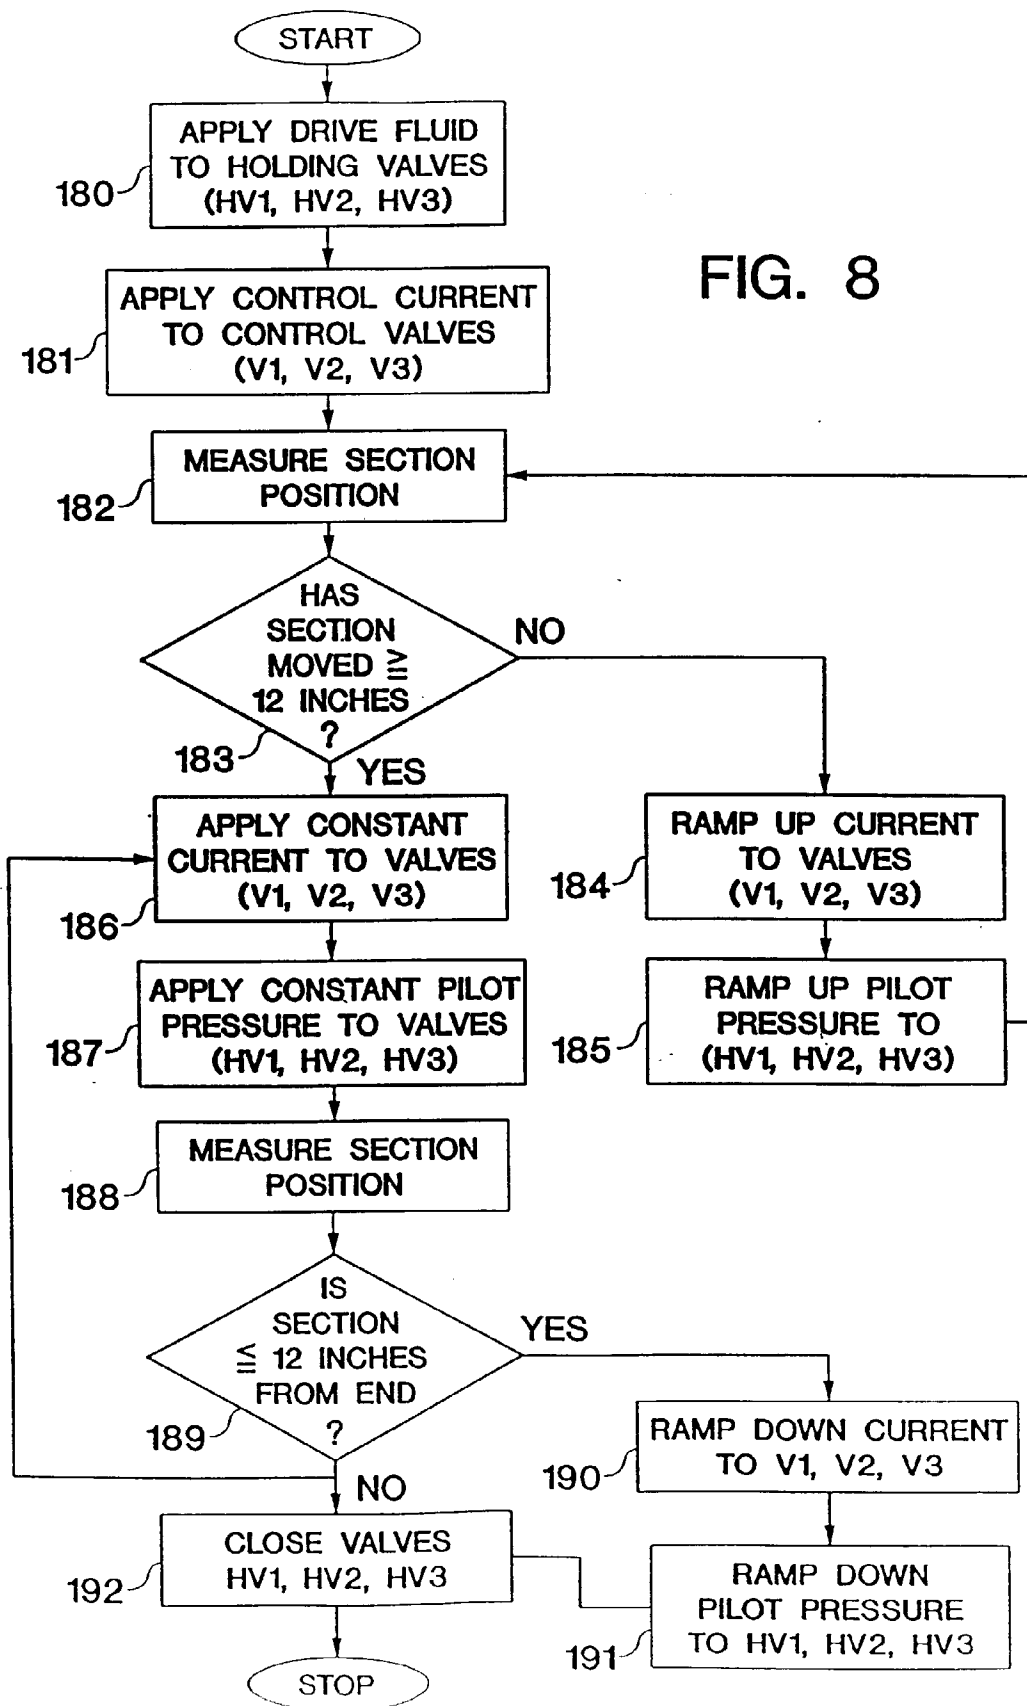 START
APPLY DRIVE FLUID
TO HOLDING VALVES
(HV1, HV2, HV3)
180
FIG. 8
APPLY CONTROL CURRENT
TO CONTROL VALVES
(V1, V2, V3)
181
MEASURE SECTION
POSITION
182
HAS
SECTION
MOVED ≧
12 INCHES
?
183
NO
YES
APPLY CONSTANT
CURRENT TO VALVES
(V1, V2, V3)
186
RAMP UP CURRENT
TO VALVES
(V1, V2, V3)
184
APPLY CONSTANT PILOT
PRESSURE TO VALVES
(HV1, HV2, HV3)
187
RAMP UP PILOT
PRESSURE TO
(HV1, HV2, HV3)
185
MEASURE SECTION
POSITION
188
IS
SECTION
≦ 12 INCHES
FROM END
?
189
YES
NO
RAMP DOWN CURRENT
TO V1, V2, V3
190
CLOSE VALVES
HV1, HV2, HV3
192
RAMP DOWN
PILOT PRESSURE
TO HV1, HV2, HV3
191
STOP